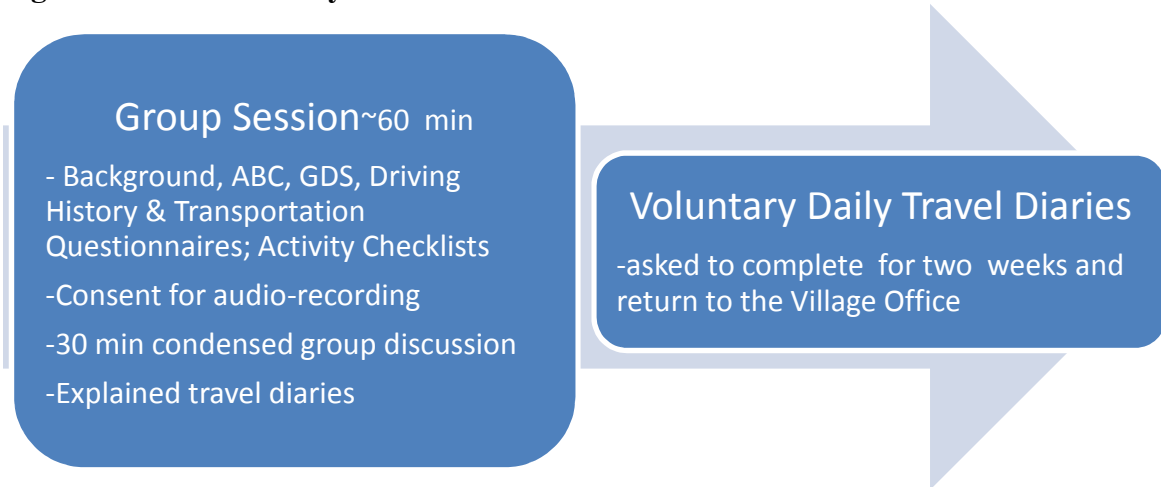 Group Session~60 min
- Background, ABC, GDS, Driving
History & Transportation
Questionnaires; Activity Checklists
-Consent for audio-recording
-30 min condensed group discussion
-Explained travel diaries
Voluntary Daily Travel Diaries
-asked to complete for two weeks and
return to the Village Office